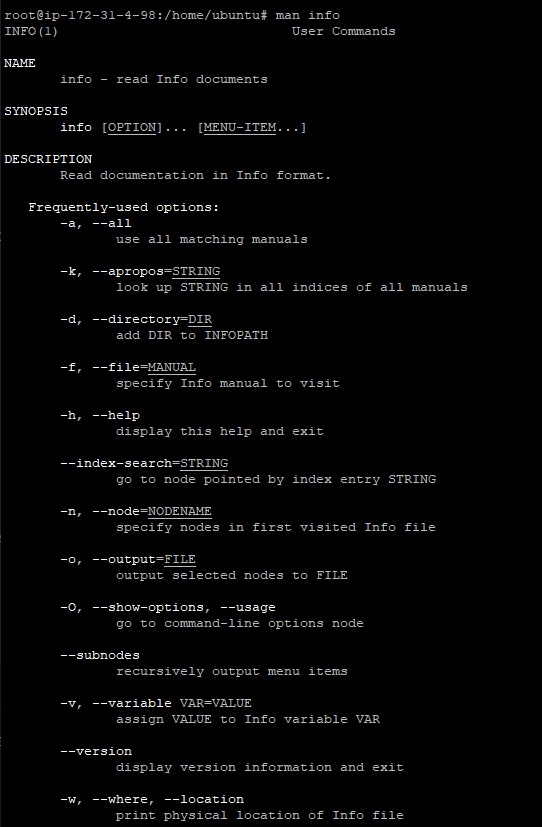 root@ip-172-31-4-98:/home/ubuntu# man info
INFO(1) User Commands
NAME
info - read Info documents
SYNOPSIS
info [OPTION]... [MENU-ITEM...]
DESCRIPTION
Read documentation in Info format.
Frequently-used options:
-a, --all
use all matching manuals
-k, --apropos=STRING
look up STRING in all indices of all manuals
-d, --directory=DIR
add DIR to INFOPATH
-f, --file=MANUAL
specify Info manual to visit
-h, --help
display this help and exit
--index-search=STRING
go to node pointed by index entry STRING
-n, --node=NODENAME
specify nodes in first visited Info file
-o, --output=FILE
output selected nodes to FILE
-O, --show-options, --usage
go to command-line options node
--subnodes
recursively output menu items
-v, --variable VAR=VALUE
assign VALUE to Info variable VAR
--version
display version information and exit
-w, --where, --location
print physical location of Info file